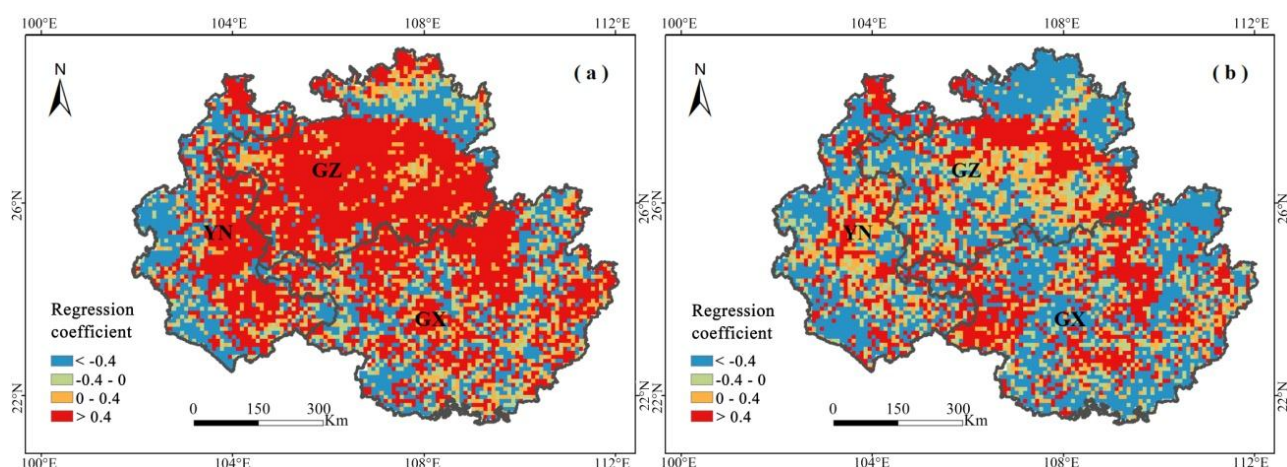 100°E 104°E 108°E 112°E 100°E 104°E 108°E 112°E
N ( a ) N ( b )
GZ GZ
26°N 26°N 26°N
YN YN
GX GX
Regression
coefficient
< -0.4
-0.4 - 0
0 - 0.4
> 0.4
0 150 300
Km
Regression
coefficient
< -0.4
-0.4 - 0
0 - 0.4
> 0.4
0 150 300
Km
22°N 22°N 22°N
100°E 104°E 108°E 112°E 100°E 104°E 108°E 112°E